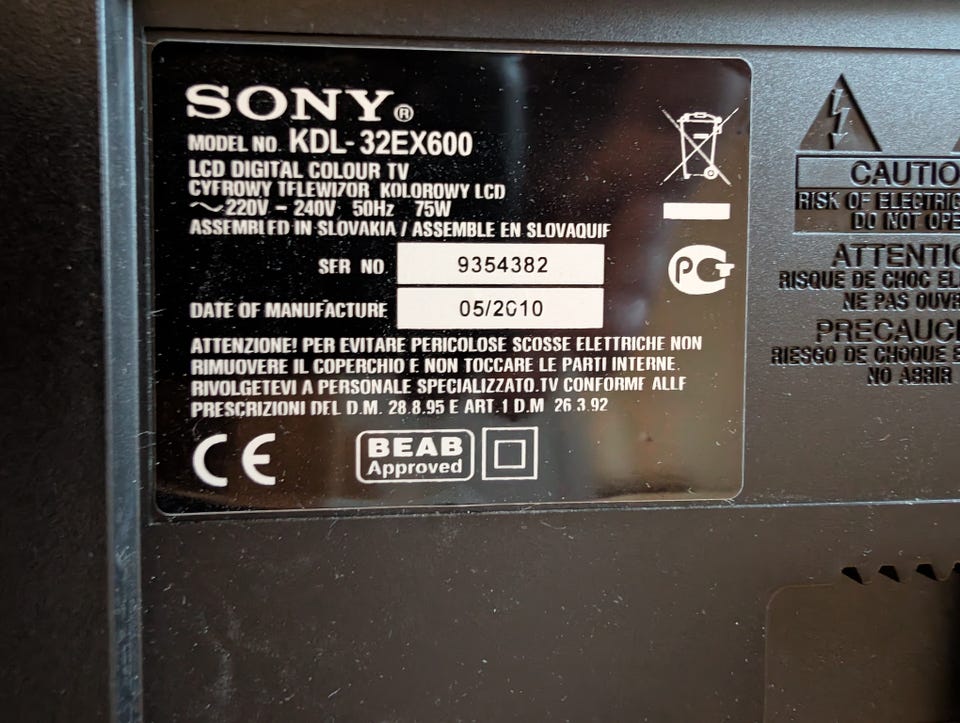 SONY®
MODEL NO. KDL-32EX600
LCD DIGITAL COLOUR TV
CYFROWY TELEWIZOR KOLOROWY LCD
~ 220V - 240V 50Hz 75W
ASSEMBLED IN SLOVAKIA / ASSEMBLE EN SLOVAQUIE
SER NO 9354382
DATE OF MANUFACTURE 05/2010
ATTENZIONE! PER EVITARE PERICOLOSE SCOSSE ELETTRICHE NON
RIMUOVERE IL COPERCHIO E NON TOCCARE LE PARTI INTERNE.
RIVOLGETEVI A PERSONALE SPECIALIZZATO.TV CONFORME ALLE
PRESCRIZIONI DEL D.M. 28.8.95 E ART.1 D.M 26.3.92
CE
BEAB
Approved
PCT
CAUTIO
RISK OF ELECTRIC
DO NOT OPE
ATTENTIO
RISQUE DE CHOC EL
NE PAS OUVR
PRECAUCI
RIESGO DE CHOQUE E
NO ABRIR